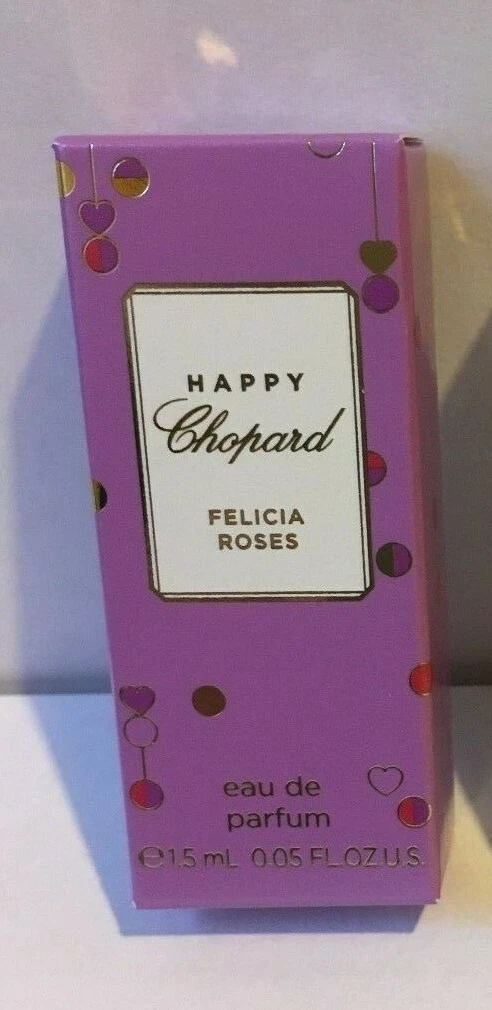 HAPPY
Chopard
FELICIA
ROSES
eau de
parfum
℮1.5 mL 0.05 FL.OZ.U.S.